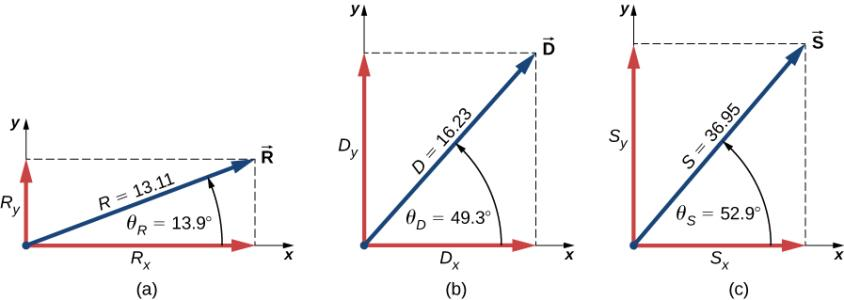 y
R⃗
R = 13.11
R_y
θ_R = 13.9°
R_x
x
(a)
y
D⃗
D = 16.23
D_y
θ_D = 49.3°
D_x
x
(b)
y
S⃗
S = 36.95
S_y
θ_S = 52.9°
S_x
x
(c)